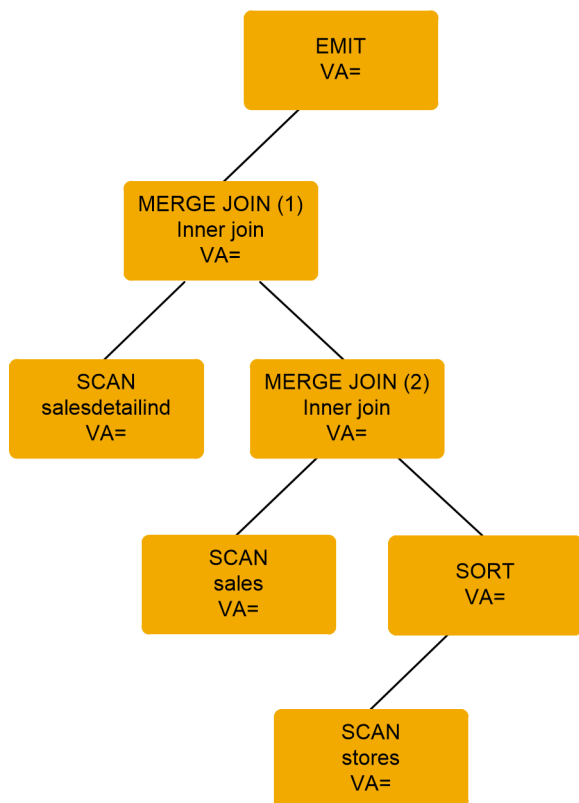 EMIT
VA=
MERGE JOIN (1)
Inner join
VA=
SCAN
salesdetailind
VA=
MERGE JOIN (2)
Inner join
VA=
SCAN
sales
VA=
SORT
VA=
SCAN
stores
VA=